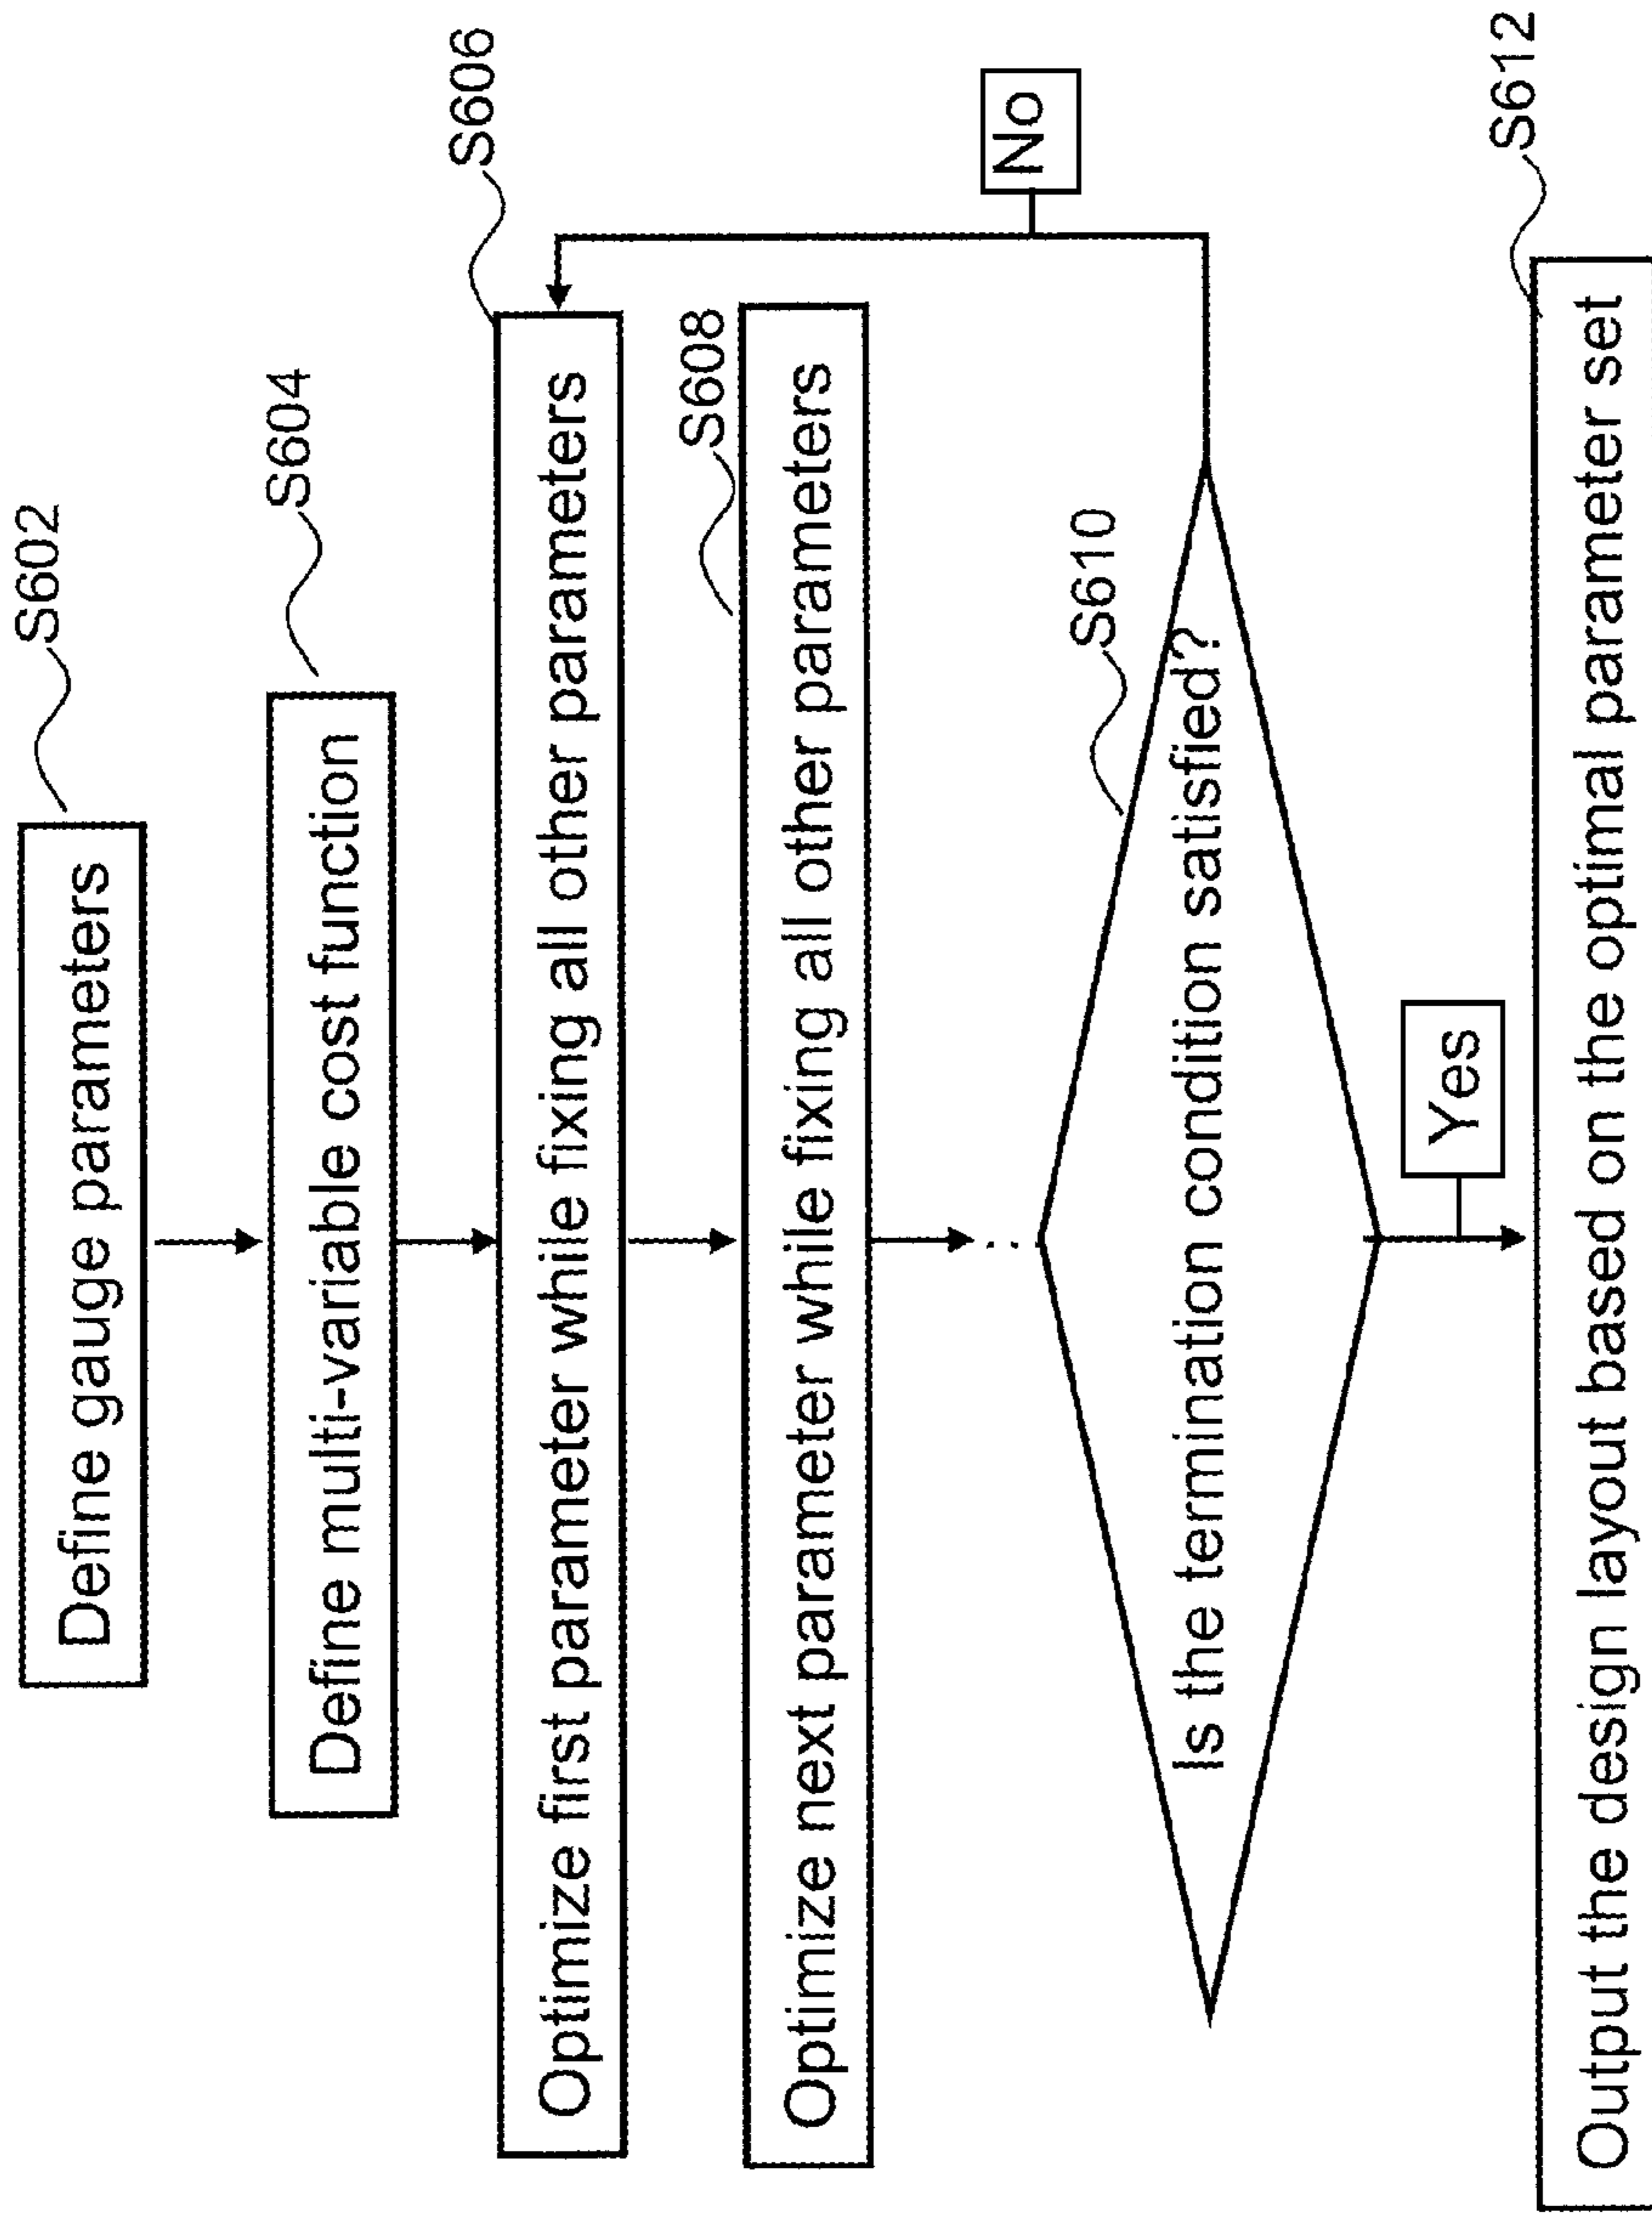 S602
Define gauge parameters
S604
Define multi-variable cost function
S606
Optimize first parameter while fixing all other parameters
S608
Optimize next parameter while fixing all other parameters
S610
Is the termination condition satisfied?
No
Yes
S612
Output the design layout based on the optimal parameter set